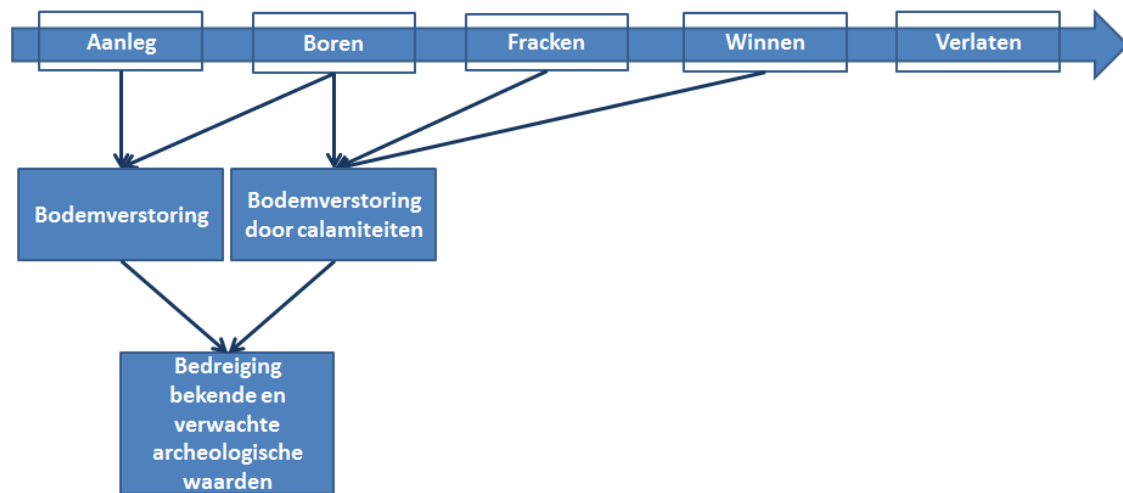 Aanleg
Boren
Fracken
Winnen
Verlaten
Bodemverstoring
Bodemverstoring
door calamiteiten
Bedreiging
bekende en
verwachte
archeologische
waarden